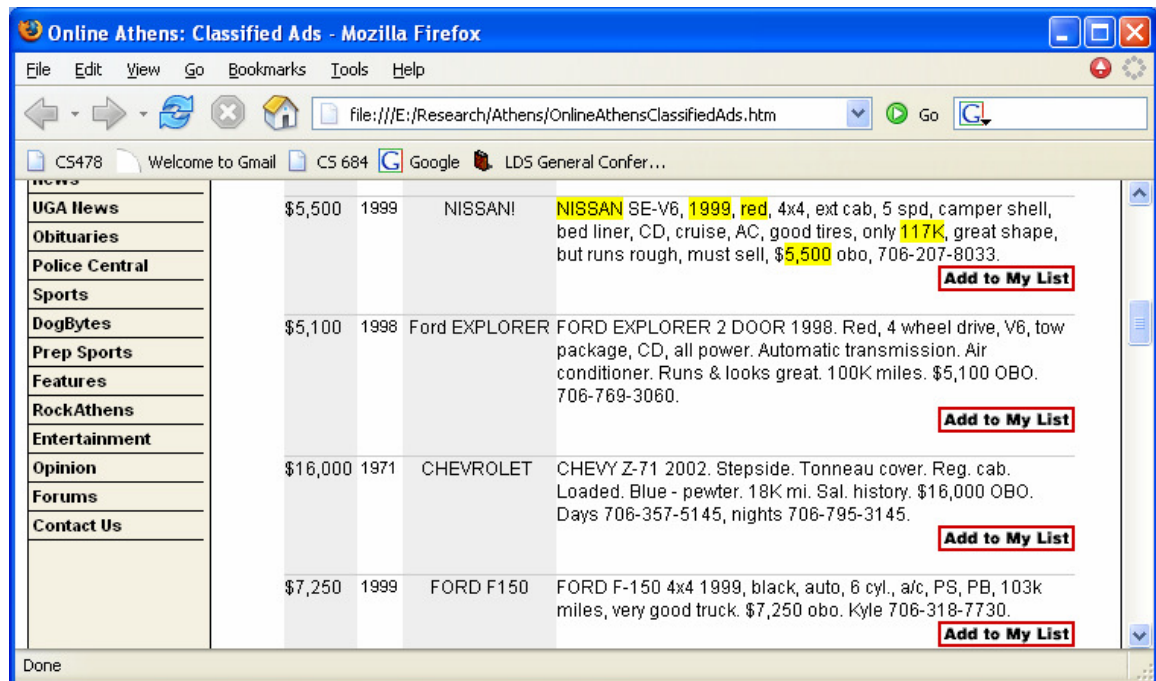 Online Athens: Classified Ads - Mozilla Firefox
File Edit View Go Bookmarks Tools Help
file:///E:/Research/Athens/OnlineAthensClassifiedAds.htm Go
CS478 Welcome to Gmail CS 684 Google LDS General Confer...
News
UGA News
Obituaries
Police Central
Sports
DogBytes
Prep Sports
Features
RockAthens
Entertainment
Opinion
Forums
Contact Us
$5,500 1999 NISSAN! NISSAN SE-V6, 1999, red, 4x4, ext cab, 5 spd, camper shell,
bed liner, CD, cruise, AC, good tires, only 117K, great shape,
but runs rough, must sell, $5,500 obo, 706-207-8033.
Add to My List
$5,100 1998 Ford EXPLORER FORD EXPLORER 2 DOOR 1998. Red, 4 wheel drive, V6, tow
package, CD, all power. Automatic transmission. Air
conditioner. Runs & looks great. 100K miles. $5,100 OBO.
706-769-3060.
Add to My List
$16,000 1971 CHEVROLET CHEVY Z-71 2002. Stepside. Tonneau cover. Reg. cab.
Loaded. Blue - pewter. 18K mi. Sal. history. $16,000 OBO.
Days 706-357-5145, nights 706-795-3145.
Add to My List
$7,250 1999 FORD F150 FORD F-150 4x4 1999, black, auto, 6 cyl., a/c, PS, PB, 103k
miles, very good truck. $7,250 obo. Kyle 706-318-7730.
Add to My List
Done